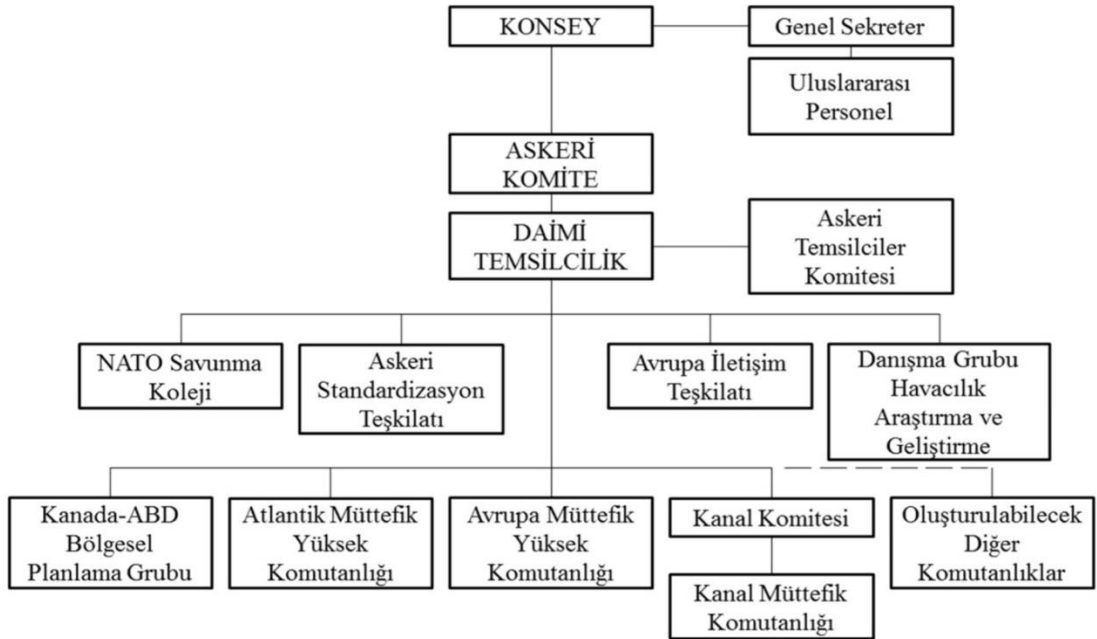 KONSEY
Genel Sekreter
Uluslararası
Personel
ASKERİ
KOMİTE
DAİMİ
TEMSİLCİLİK
Askeri
Temsilciler
Komitesi
NATO Savunma
Koleji
Askeri
Standardizasyon
Teşkilatı
Avrupa İletişim
Teşkilatı
Danışma Grubu
Havacılık
Araştırma ve
Geliştirme
Kanada-ABD
Bölgesel
Planlama Grubu
Atlantik Müttefik
Yüksek
Komutanlığı
Avrupa Müttefik
Yüksek
Komutanlığı
Kanal Komitesi
Kanal Müttefik
Komutanlığı
Oluşturulabilecek
Diğer
Komutanlıklar